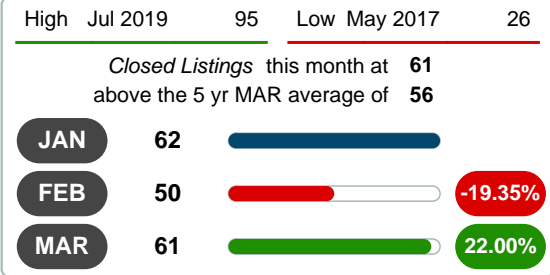 High Jul 2019 95 Low May 2017 26
Closed Listings this month at 61
above the 5 yr MAR average of 56
JAN 62
FEB 50 -19.35%
MAR 61 22.00%